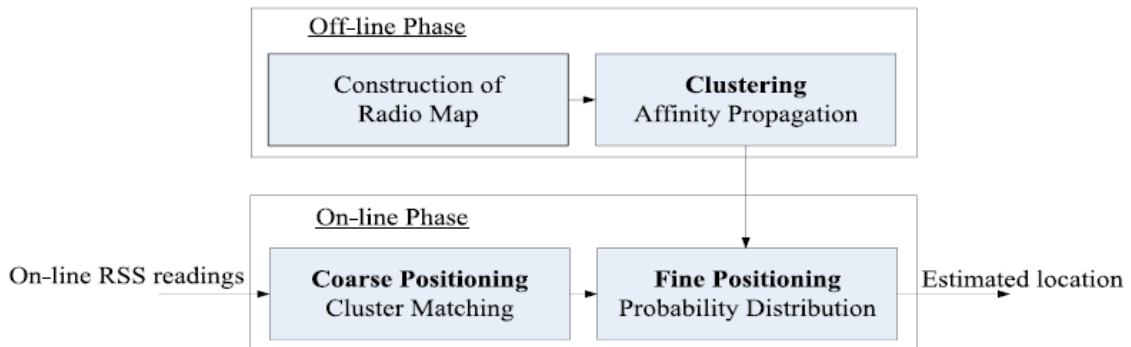 Off-line Phase
Construction of
Radio Map
Clustering
Affinity Propagation
On-line Phase
On-line RSS readings
Coarse Positioning
Cluster Matching
Fine Positioning
Probability Distribution
Estimated location